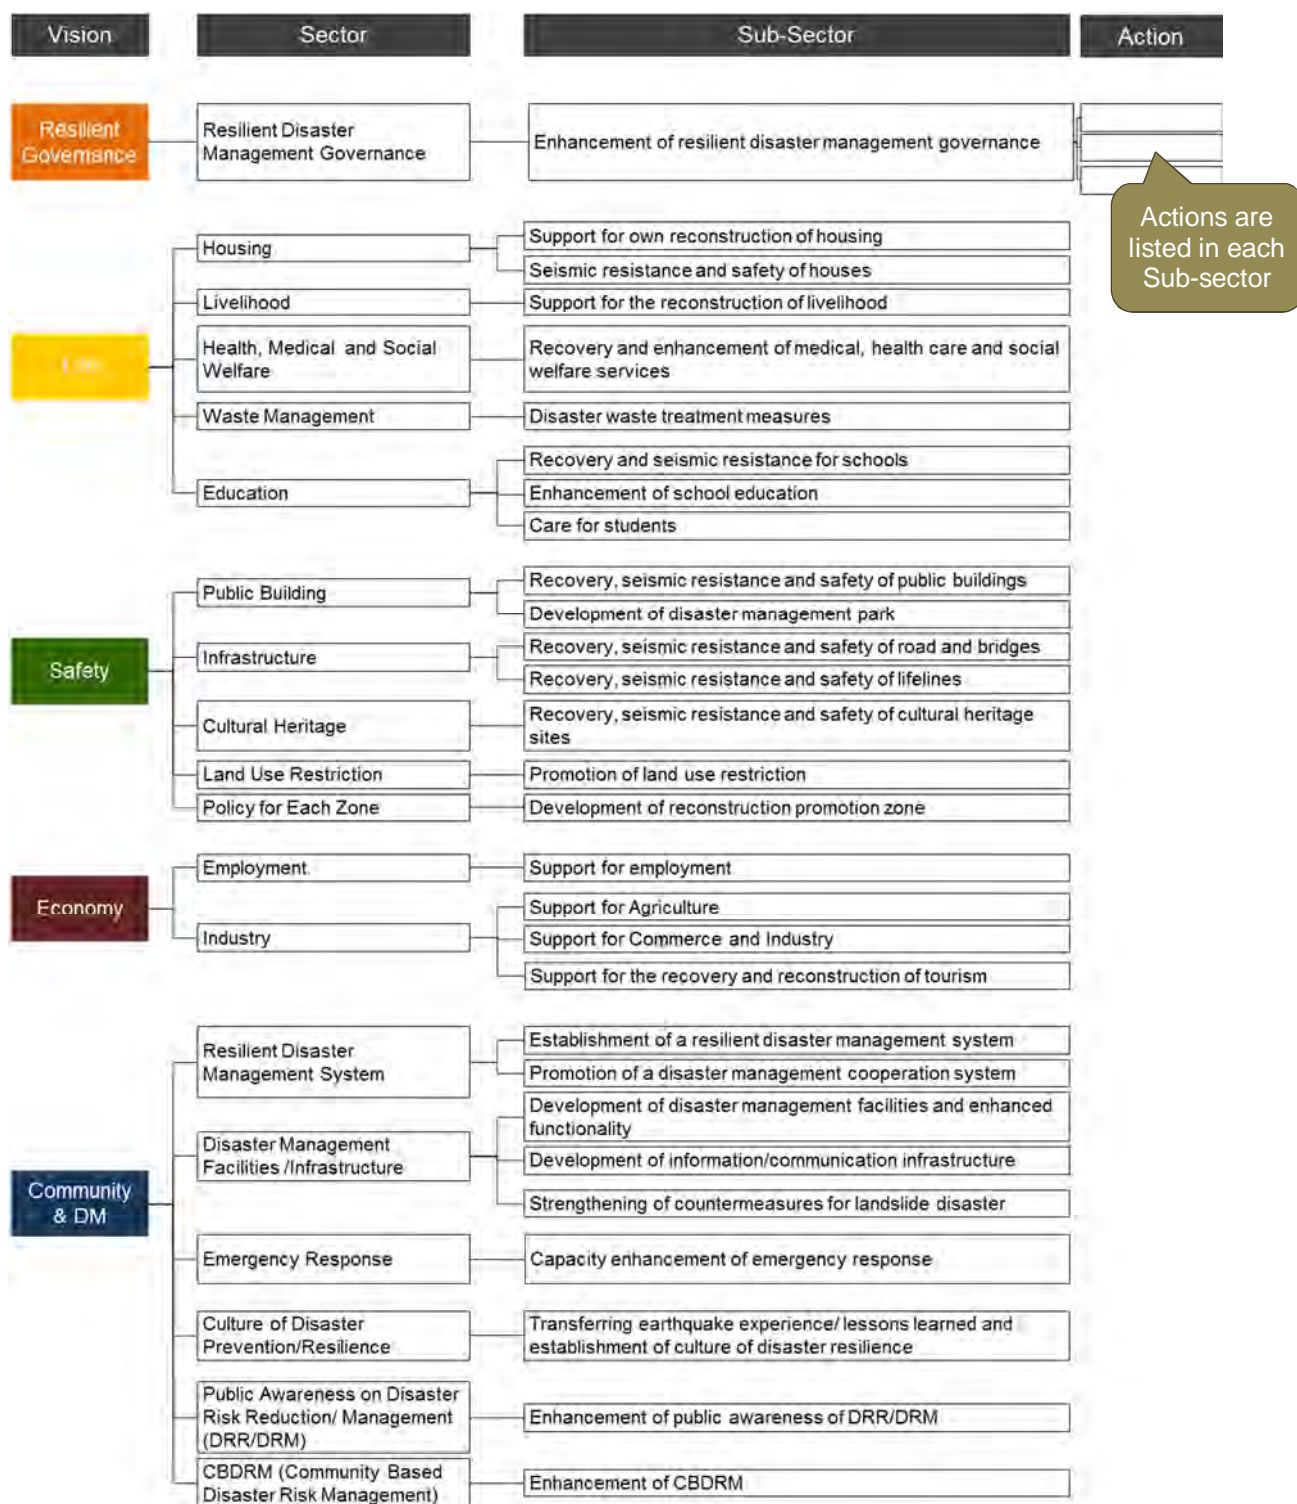 Vision
Sector
Sub-Sector
Action
Resilient
Governance
Resilient Disaster
Management Governance
Enhancement of resilient disaster management governance
Actions are
listed in each
Sub-sector
Housing
Support for own reconstruction of housing
Seismic resistance and safety of houses
Livelihood
Support for the reconstruction of livelihood
Health, Medical and Social
Welfare
Recovery and enhancement of medical, health care and social
welfare services
Waste Management
Disaster waste treatment measures
Education
Recovery and seismic resistance for schools
Enhancement of school education
Care for students
Safety
Public Building
Recovery, seismic resistance and safety of public buildings
Development of disaster management park
Infrastructure
Recovery, seismic resistance and safety of road and bridges
Recovery, seismic resistance and safety of lifelines
Cultural Heritage
Recovery, seismic resistance and safety of cultural heritage
sites
Land Use Restriction
Promotion of land use restriction
Policy for Each Zone
Development of reconstruction promotion zone
Economy
Employment
Support for employment
Industry
Support for Agriculture
Support for Commerce and Industry
Support for the recovery and reconstruction of tourism
Community
& DM
Resilient Disaster
Management System
Establishment of a resilient disaster management system
Promotion of a disaster management cooperation system
Disaster Management
Facilities /Infrastructure
Development of disaster management facilities and enhanced
functionality
Development of information/communication infrastructure
Strengthening of countermeasures for landslide disaster
Emergency Response
Capacity enhancement of emergency response
Culture of Disaster
Prevention/Resilience
Transferring earthquake experience/ lessons learned and
establishment of culture of disaster resilience
Public Awareness on Disaster
Risk Reduction/ Management
(DRR/DRM)
Enhancement of public awareness of DRR/DRM
CBDRM (Community Based
Disaster Risk Management)
Enhancement of CBDRM